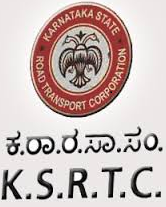 KARNATAKA STATE
ROAD TRANSPORT CORPORATION
ಕ.ರಾ.ರ.ಸಾ.ಸಂ.
K.S.R.T.C.